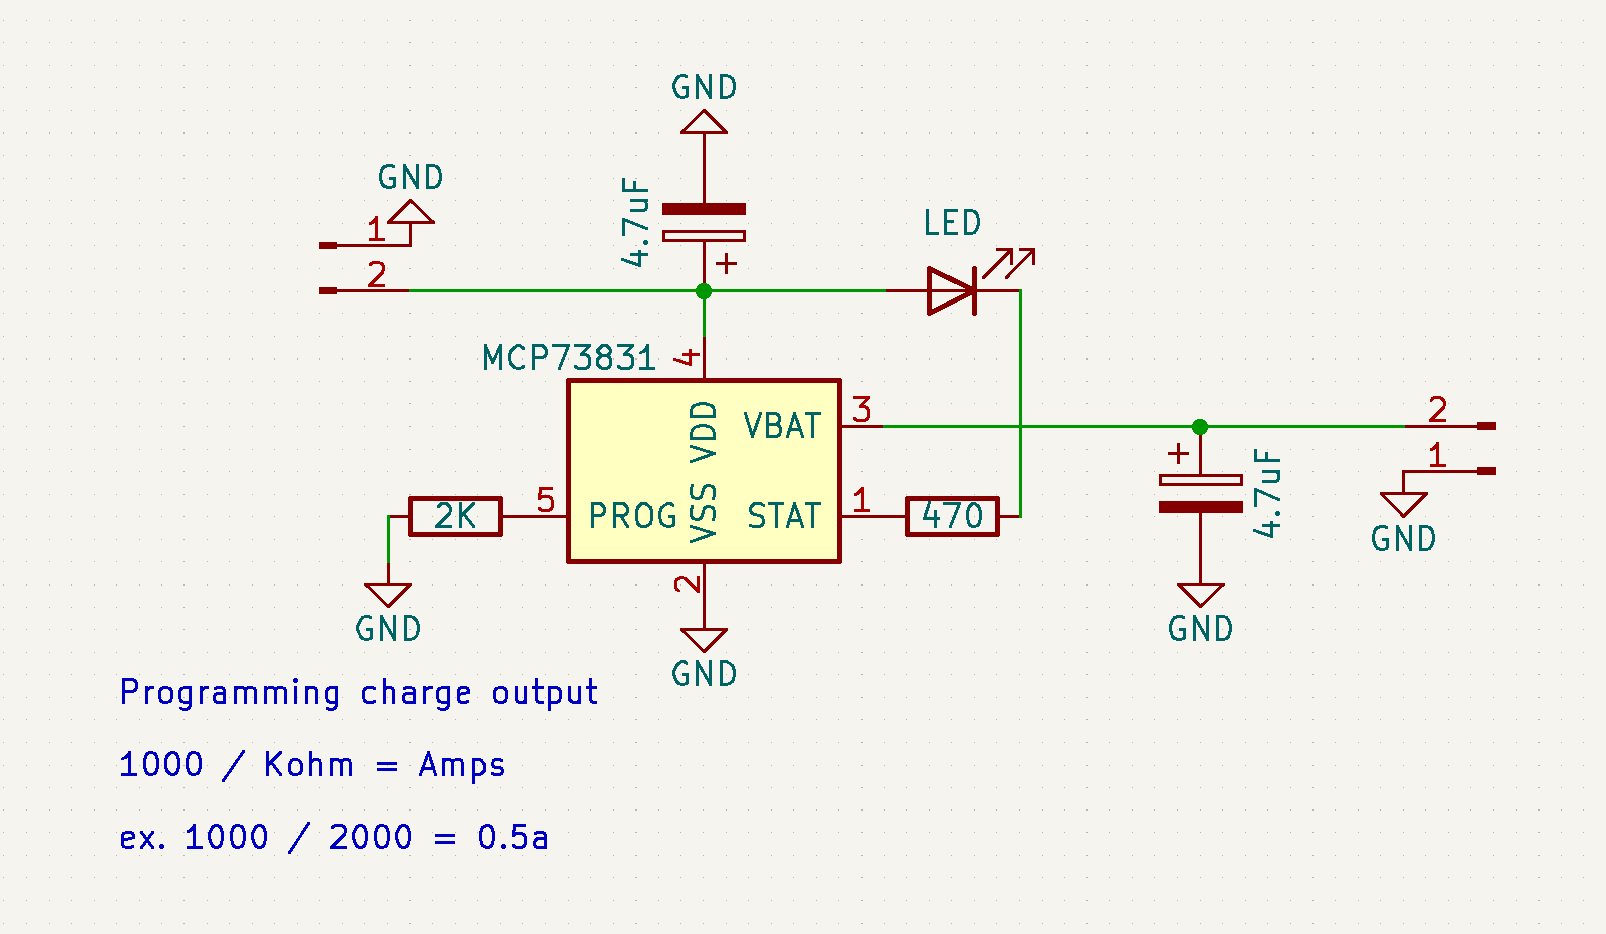 GND
GND
4.7uF
LED
1
2
+
MCP73831
4
VDD
VBAT
3
2
+
4.7uF
1
2K
5
PROG
VSS
STAT
1
470
GND
2
GND
GND
GND
Programming charge output
1000 / Kohm = Amps
ex. 1000 / 2000 = 0.5a